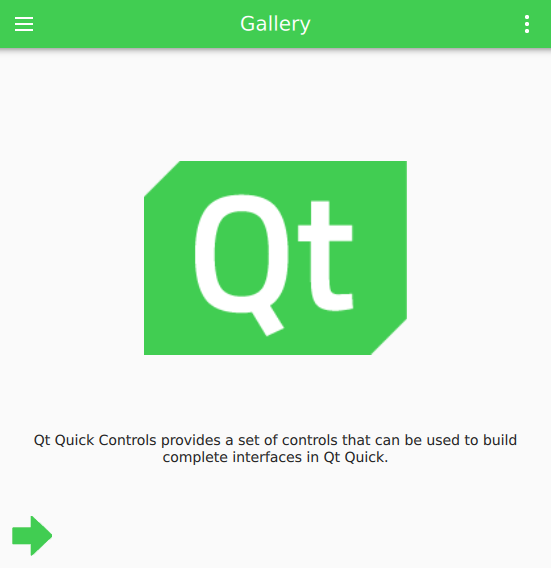 Gallery
Qt
Qt Quick Controls provides a set of controls that can be used to build
complete interfaces in Qt Quick.